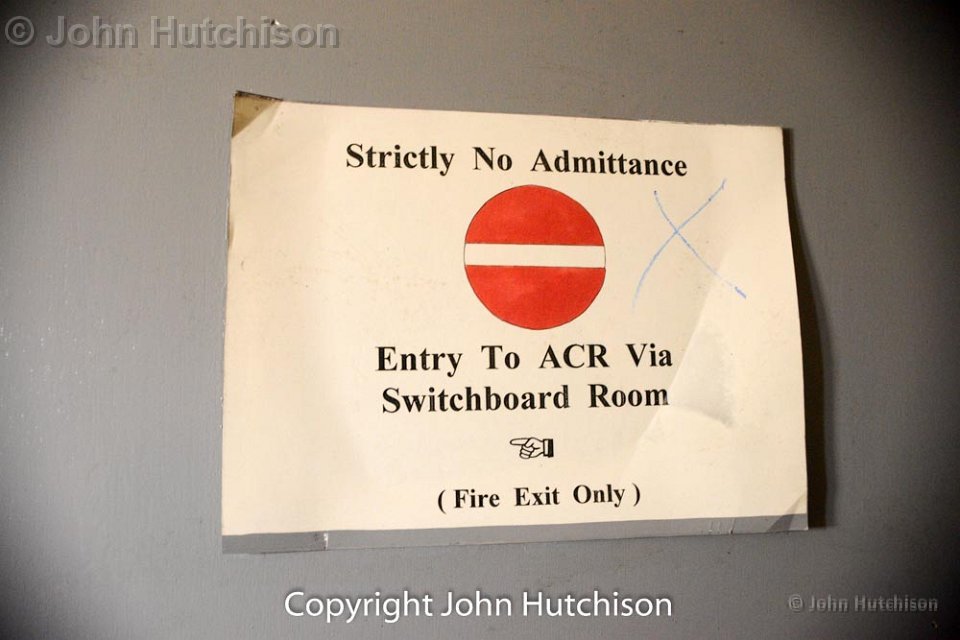 © John Hutchison
Strictly No Admittance
Entry To ACR Via
Switchboard Room
( Fire Exit Only )
Copyright John Hutchison
© John Hutchison